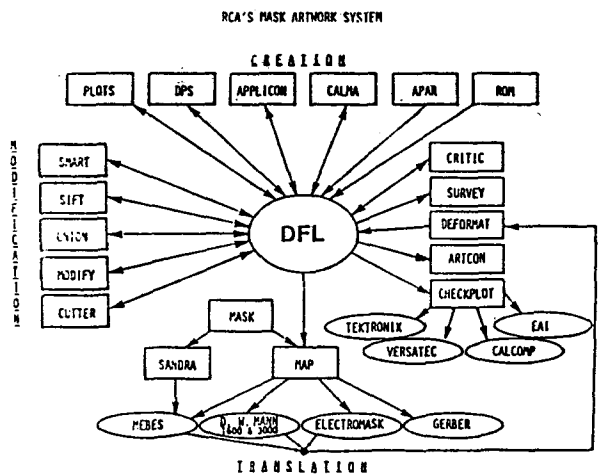 RCA'S MASK ARTWORK SYSTEM
CREATION
PLOTS
DPS
APPLICON
CALMA
APAR
ROM
MODIFICATION
SMART
SIFT
UNION
MODIFY
CUTTER
DFL
CRITIC
SURVEY
DEFORMAT
ARTCON
CHECKPLOT
TEKTRONIX
VERSATEC
CALCOMP
EAI
MASK
SANDRA
MAP
MEBES
D. W. MANN
1600 & 3000
ELECTROMASK
GERBER
TRANSLATION